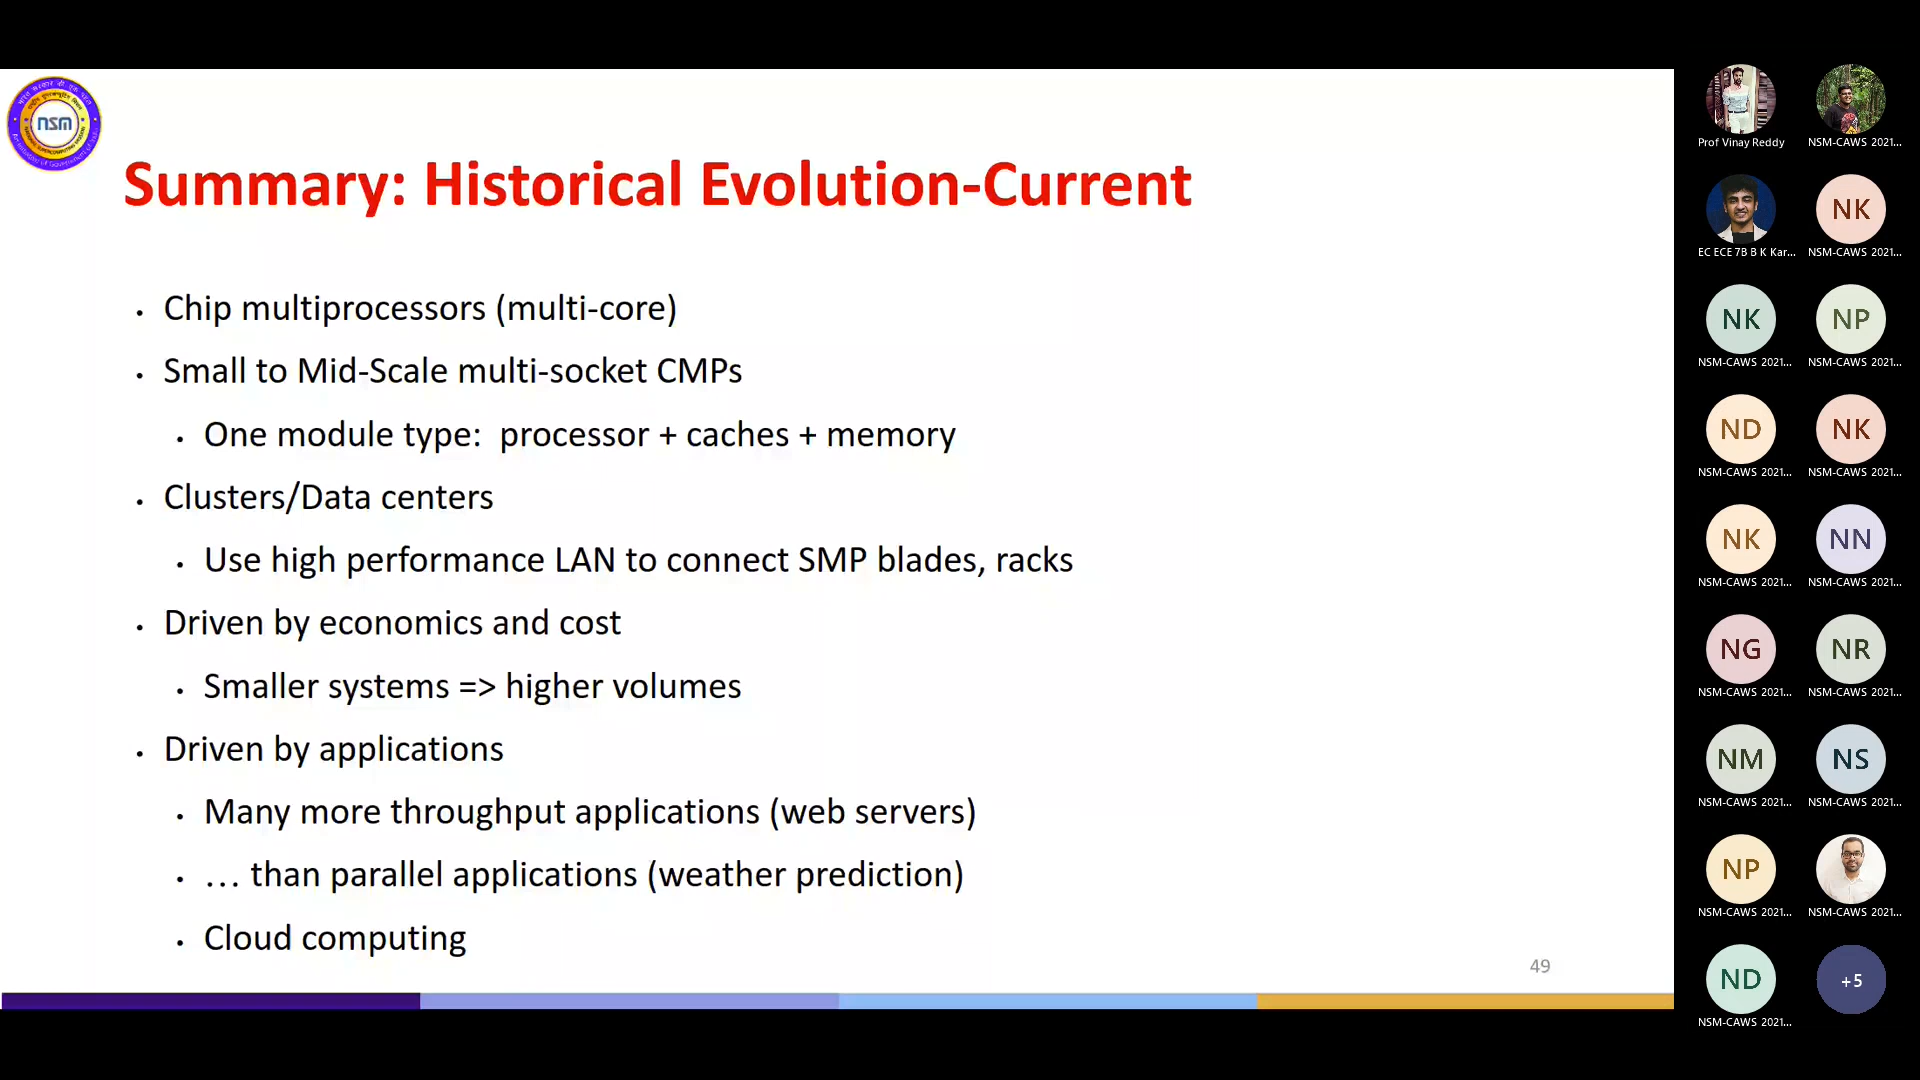 nsm
Summary: Historical Evolution-Current
• Chip multiprocessors (multi-core)
• Small to Mid-Scale multi-socket CMPs
• One module type: processor + caches + memory
• Clusters/Data centers
• Use high performance LAN to connect SMP blades, racks
• Driven by economics and cost
• Smaller systems => higher volumes
• Driven by applications
• Many more throughput applications (web servers)
• … than parallel applications (weather prediction)
• Cloud computing
49
Prof Vinay Reddy
NSM-CAWS 2021...
EC ECE 7B B K Kar...
NK
NSM-CAWS 2021...
NK
NSM-CAWS 2021...
NP
NSM-CAWS 2021...
ND
NSM-CAWS 2021...
NK
NSM-CAWS 2021...
NK
NSM-CAWS 2021...
NN
NSM-CAWS 2021...
NG
NSM-CAWS 2021...
NR
NSM-CAWS 2021...
NM
NSM-CAWS 2021...
NS
NSM-CAWS 2021...
NP
NSM-CAWS 2021...
NSM-CAWS 2021...
ND
NSM-CAWS 2021...
+5